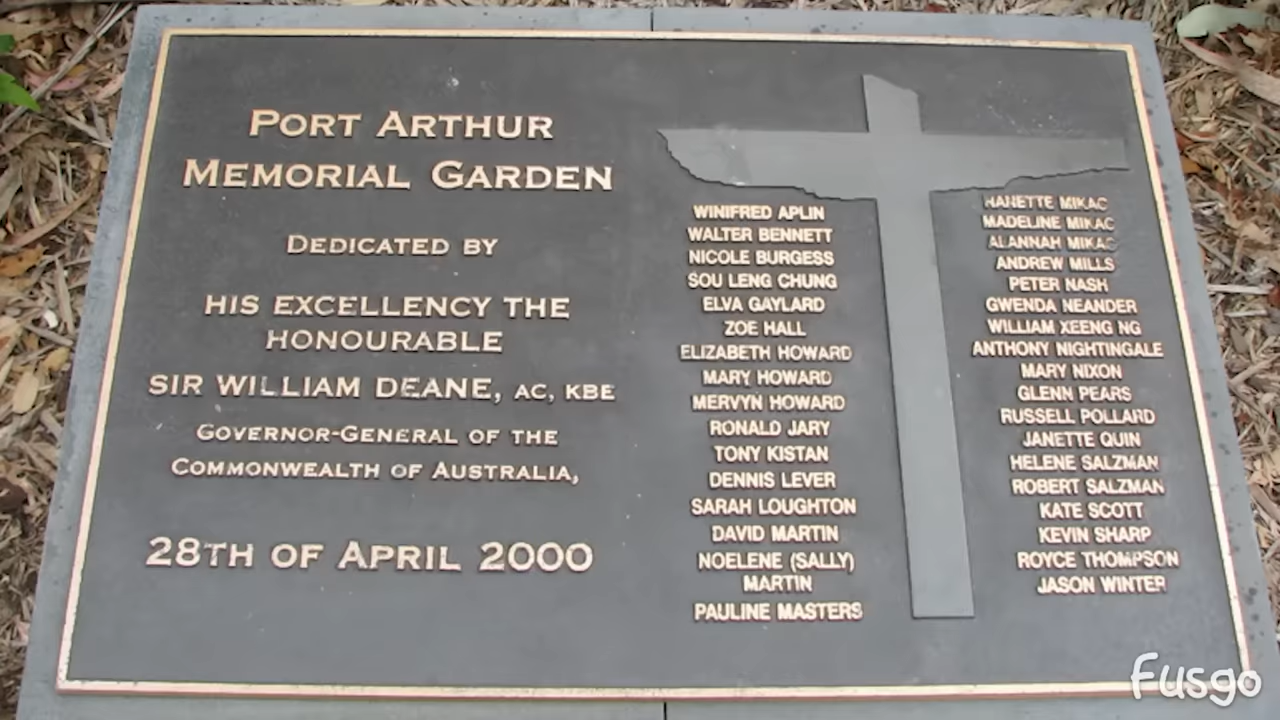 PORT ARTHUR
MEMORIAL GARDEN
DEDICATED BY
HIS EXCELLENCY THE
HONOURABLE
SIR WILLIAM DEANE, AC, KBE
GOVERNOR-GENERAL OF THE
COMMONWEALTH OF AUSTRALIA,
28TH OF APRIL 2000
WINIFRED APLIN
WALTER BENNETT
NICOLE BURGESS
SOU LENG CHUNG
ELVA GAYLARD
ZOE HALL
ELIZABETH HOWARD
MARY HOWARD
MERVYN HOWARD
RONALD JARY
TONY KISTAN
DENNIS LEVER
SARAH LOUGHTON
DAVID MARTIN
NOELENE (SALLY)
MARTIN
PAULINE MASTERS
NANETTE MIKAC
MADELINE MIKAC
ALANNAH MIKAC
ANDREW MILLS
PETER NASH
GWENDA NEANDER
WILLIAM XEENG NG
ANTHONY NIGHTINGALE
MARY NIXON
GLENN PEARS
RUSSELL POLLARD
JANETTE QUIN
HELENE SALZMAN
ROBERT SALZMAN
KATE SCOTT
KEVIN SHARP
ROYCE THOMPSON
JASON WINTER
Fusgo